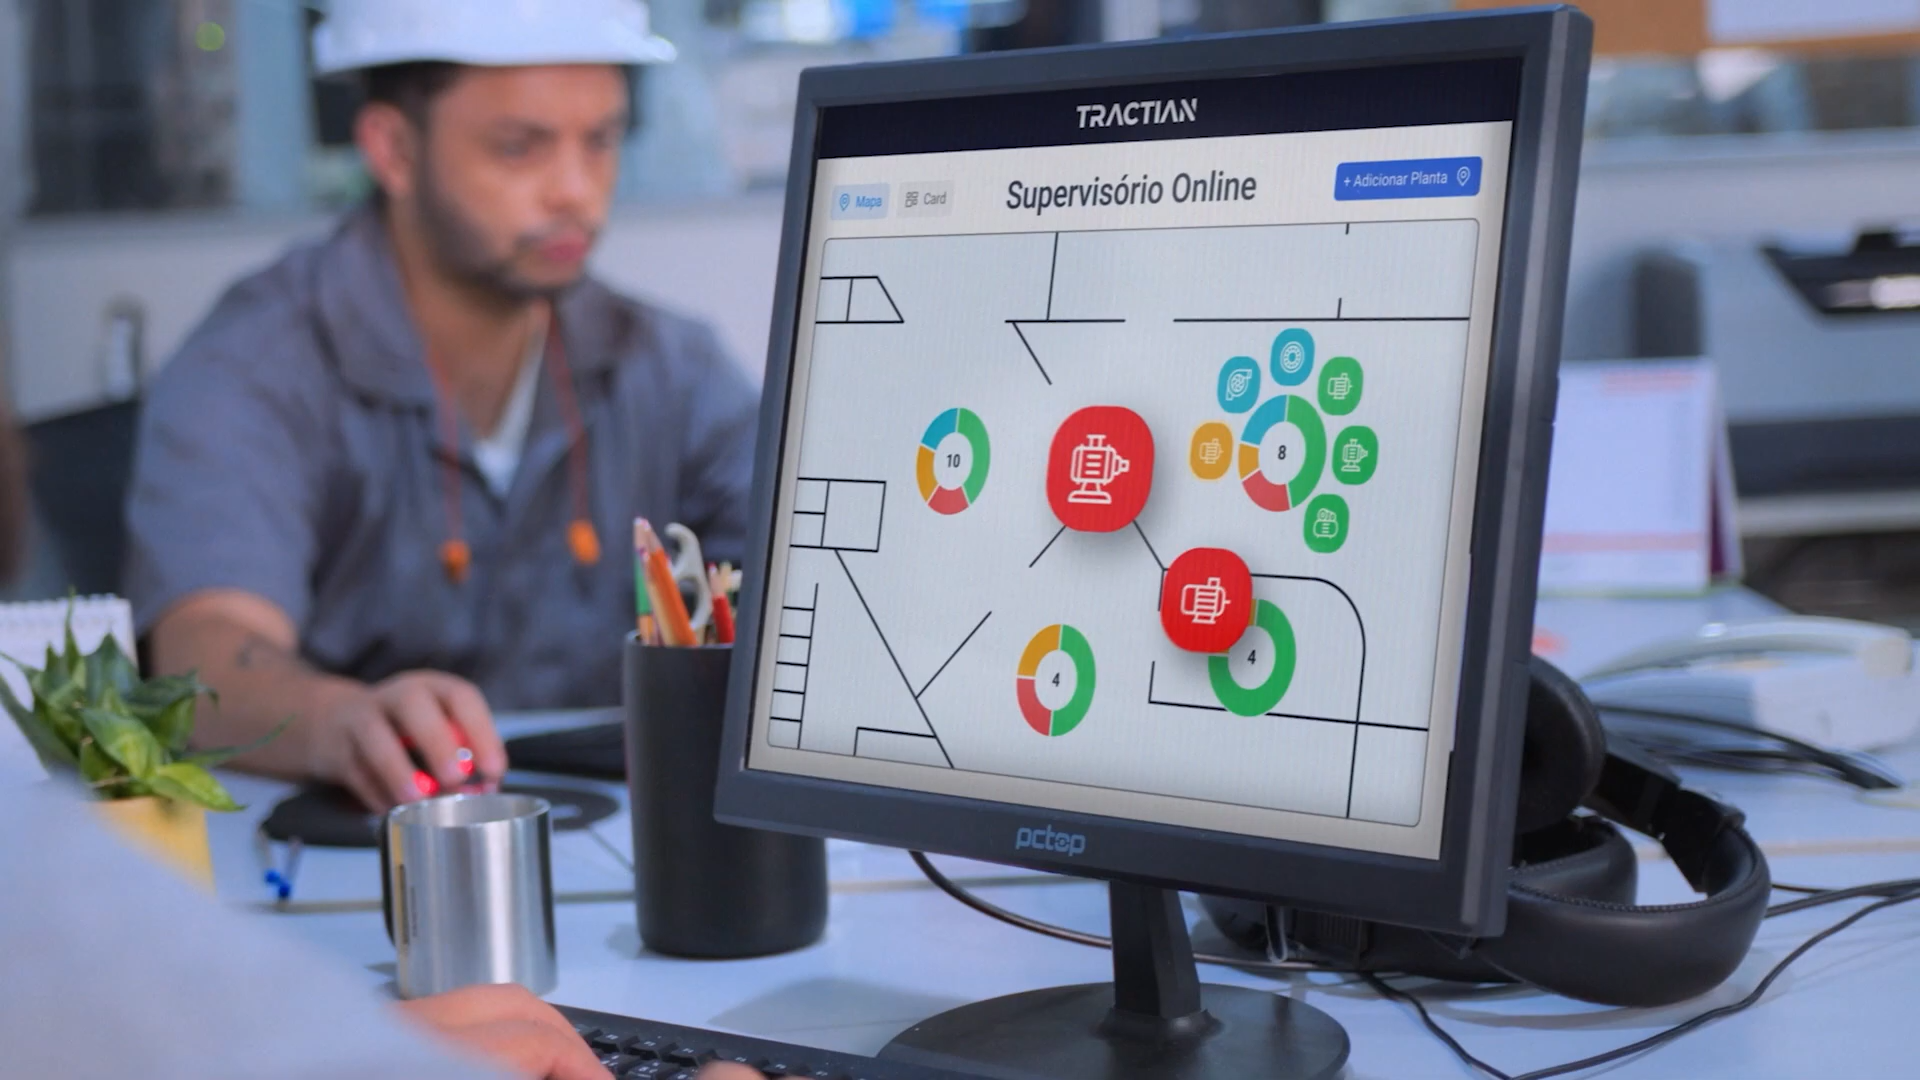 TRACTIAN
Mapa
Card
Supervisório Online
+ Adicionar Planta
10
8
4
4
pctop